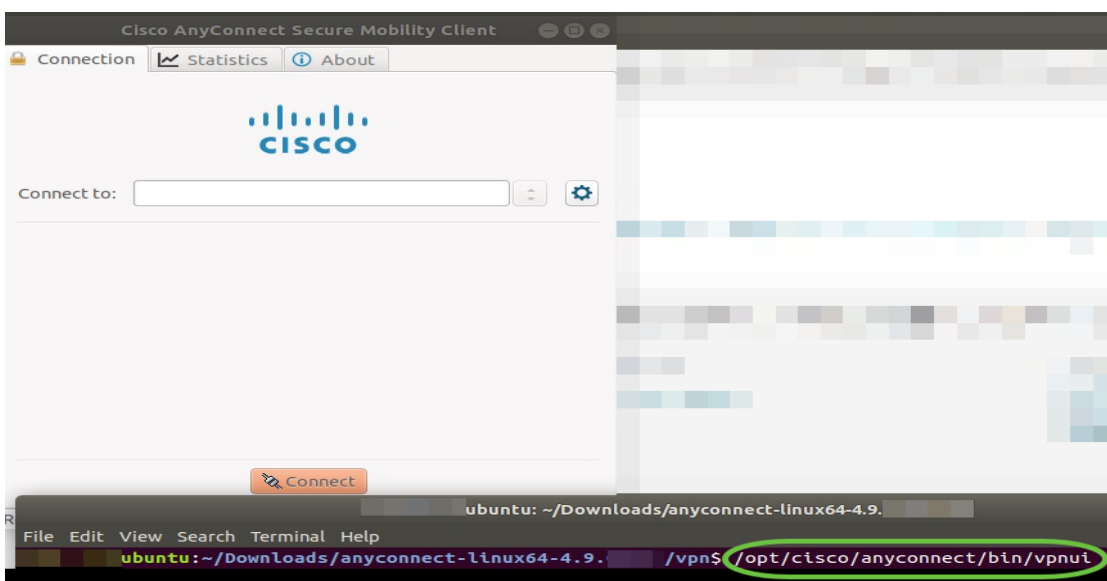 Cisco AnyConnect Secure Mobility Client
Connection Statistics About
CISCO
Connect to:
Connect
ubuntu: ~/Downloads/anyconnect-linux64-4.9.
File Edit View Search Terminal Help
ubuntu:~/Downloads/anyconnect-linux64-4.9. /vpn$ /opt/cisco/anyconnect/bin/vpnui